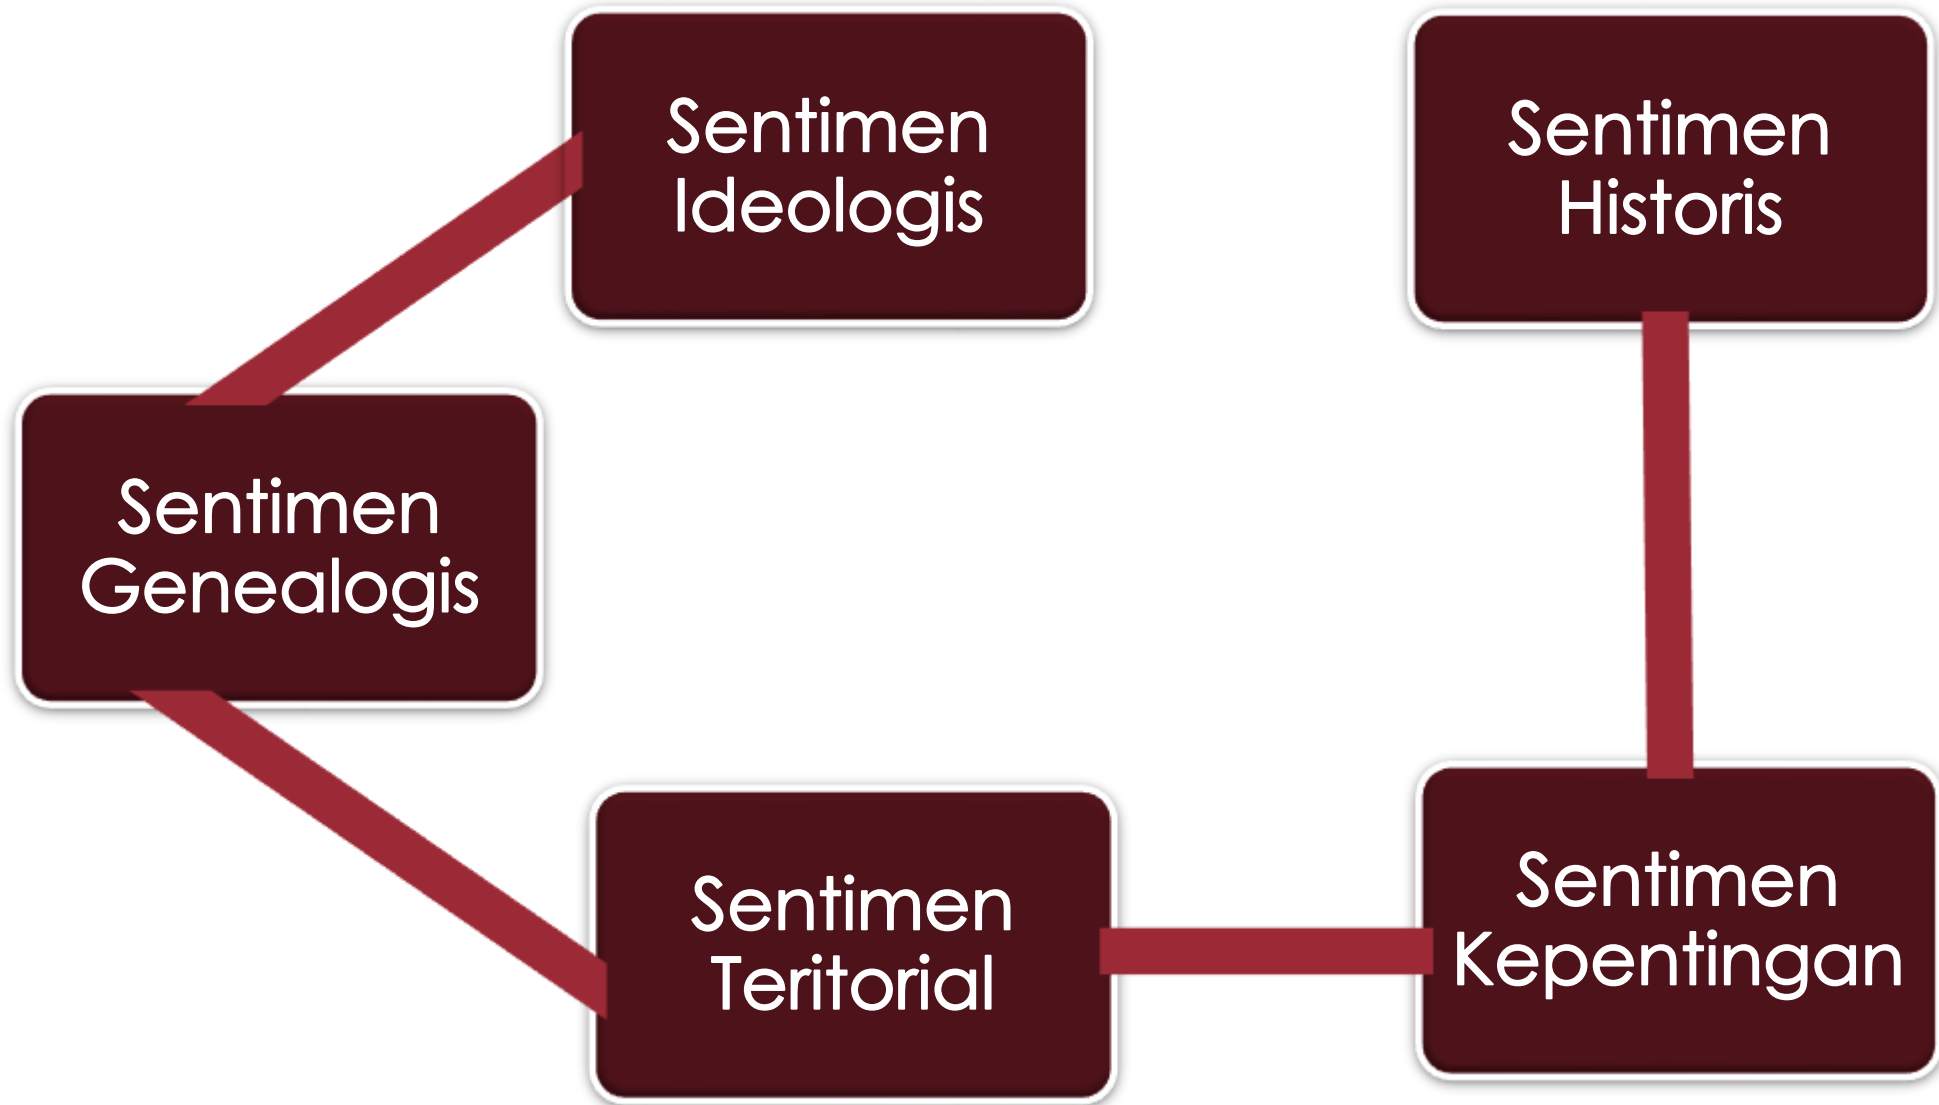 Sentimen
Ideologis
Sentimen
Historis
Sentimen
Genealogis
Sentimen
Teritorial
Sentimen
Kepentingan